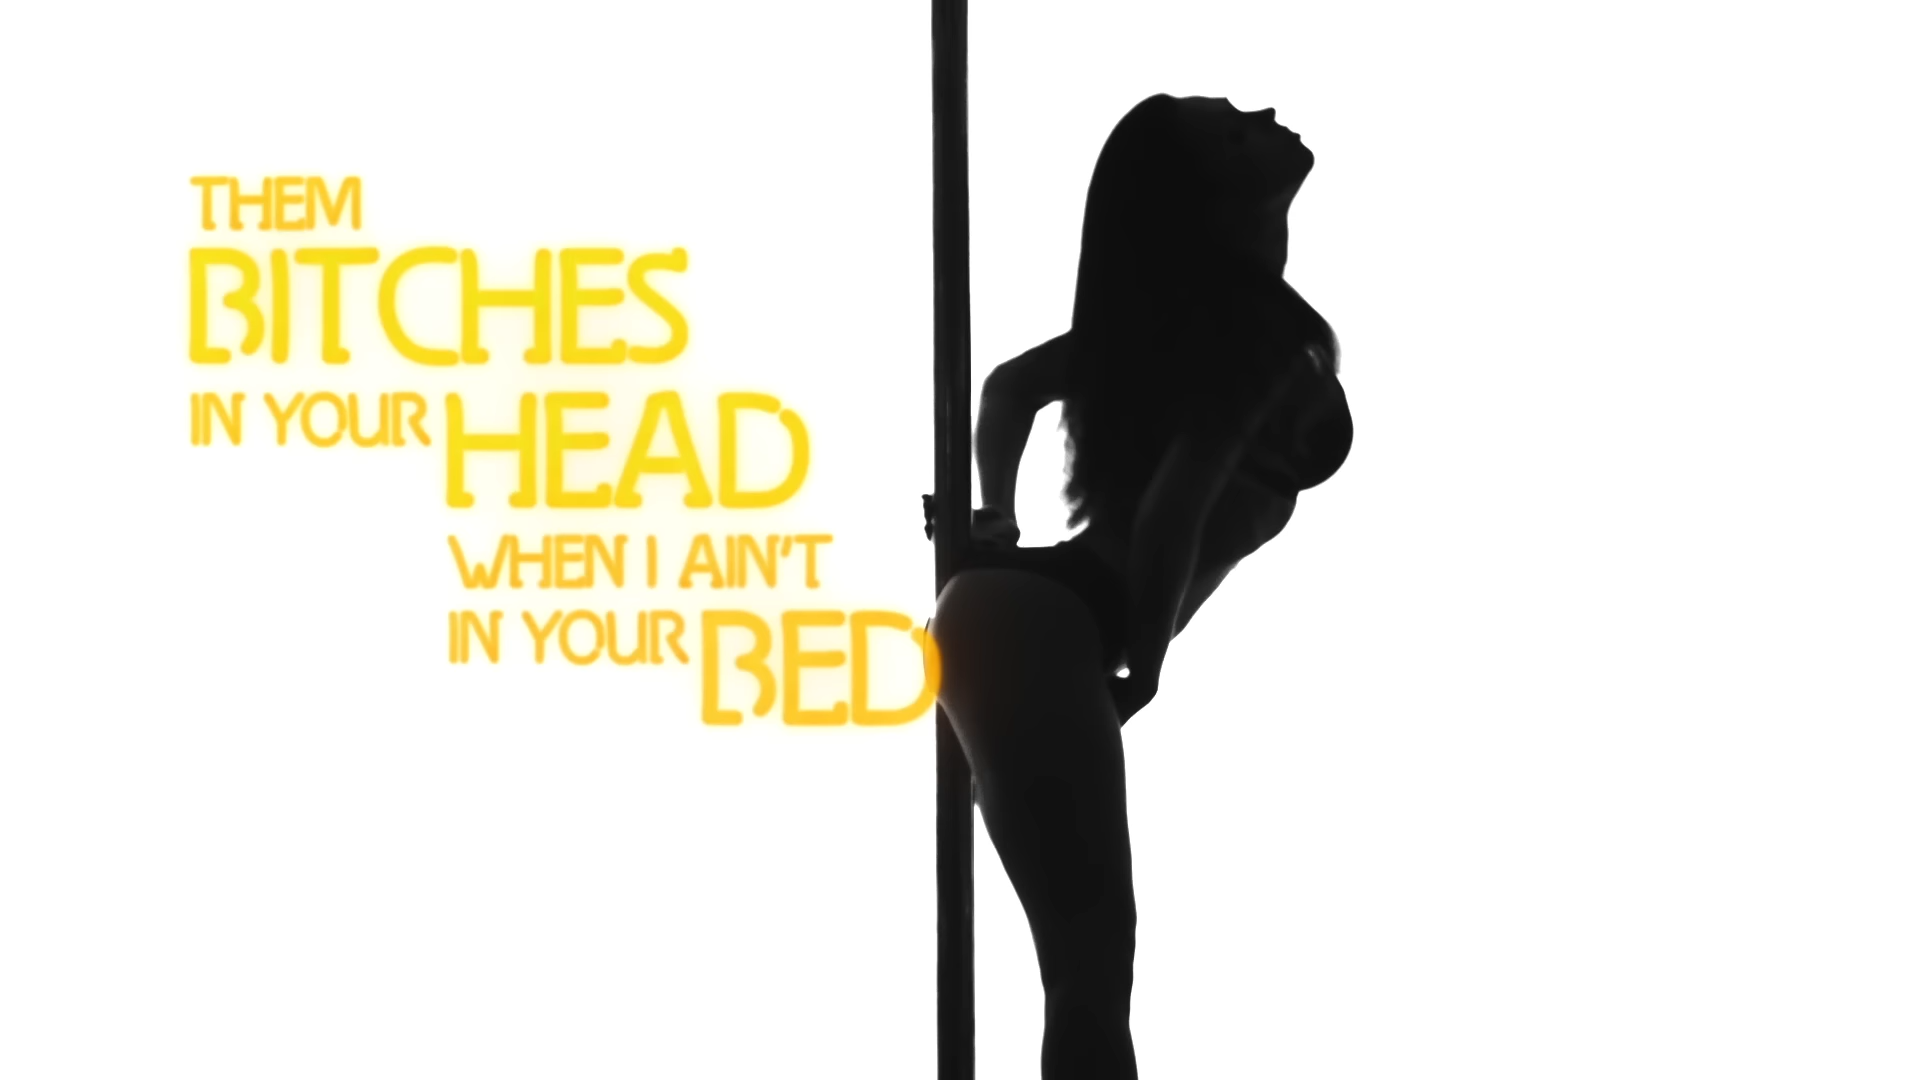 THEM
BITCHES
IN YOUR HEAD
WHEN I AIN'T
IN YOUR BED